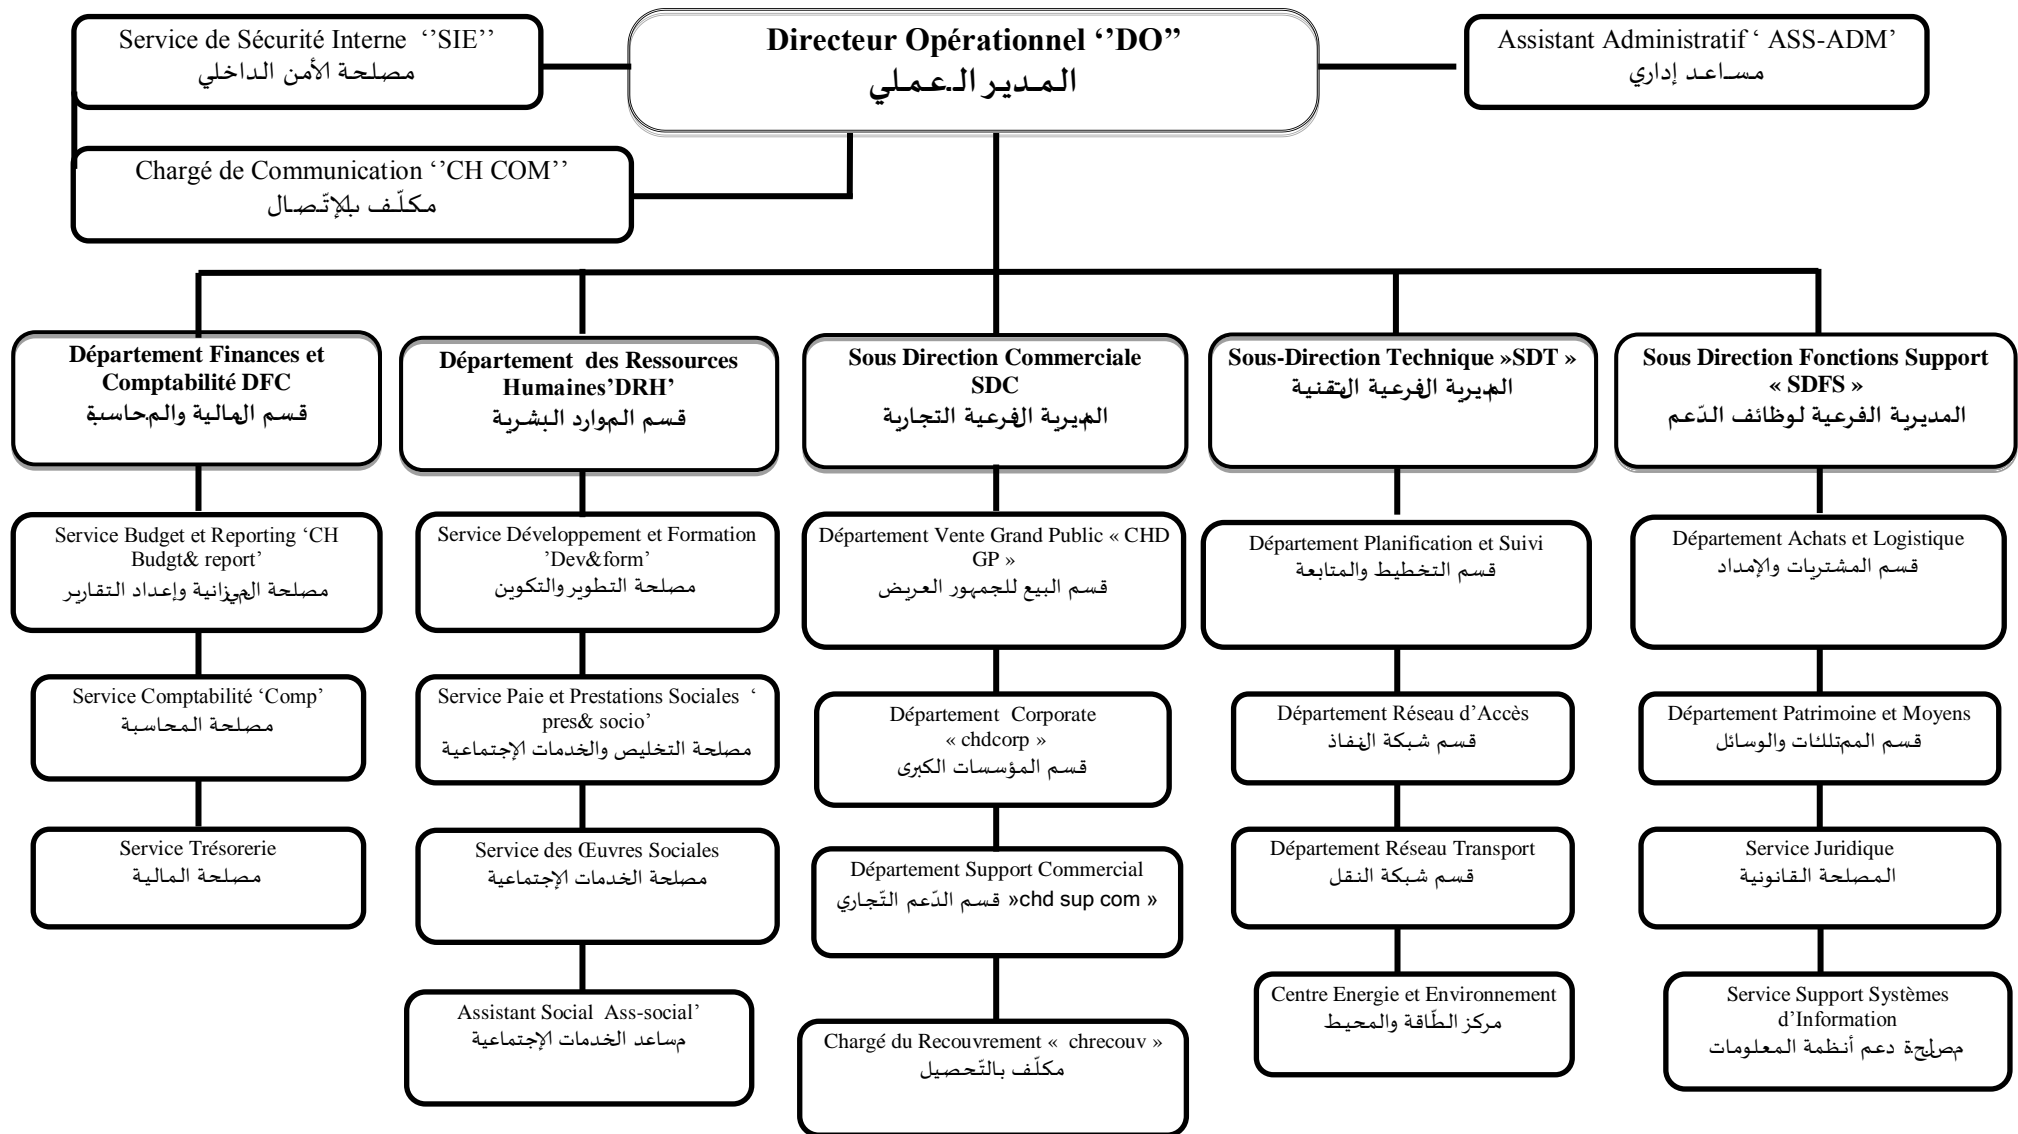 Service de Sécurité Interne ‘’SIE’’
مصلحة الأمن الداخلي
Directeur Opérationnel ‘’DO’’
المدير العملي
Assistant Administratif ‘ ASS-ADM’
مساعد إداري
Chargé de Communication ‘’CH COM’’
مكلّف بالإتّصال
Département Finances et
Comptabilité DFC
قسم المالية والمحاسبة
Département des Ressources
Humaines’DRH’
قسم الموارد البشرية
Sous Direction Commerciale
SDC
المديرية الفرعية التجارية
Sous-Direction Technique »SDT »
المديرية الفرعية التقنية
Sous Direction Fonctions Support
« SDFS »
المديرية الفرعية لوظائف الدّعم
Service Budget et Reporting ‘CH
Budgt& report’
مصلحة الميزانية وإعداد التقارير
Service Développement et Formation
’Dev&form’
مصلحة التطوير والتكوين
Département Vente Grand Public « CHD
GP »
قسم البيع للجمهور العريض
Département Planification et Suivi
قسم التخطيط والمتابعة
Département Achats et Logistique
قسم المشتريات والإمداد
Service Comptabilité ‘Comp’
مصلحة المحاسبة
Service Paie et Prestations Sociales ‘
pres& socio’
مصلحة التخليص والخدمات الإجتماعية
Département Corporate
« chdcorp »
قسم المؤسسات الكبرى
Département Réseau d’Accès
قسم شبكة النفاذ
Département Patrimoine et Moyens
قسم الممتلكات والوسائل
Service Trésorerie
مصلحة المالية
Service des Œuvres Sociales
مصلحة الخدمات الإجتماعية
Département Support Commercial
قسم الدّعم التّجاري »chd sup com »
Département Réseau Transport
قسم شبكة النقل
Service Juridique
المصلحة القانونية
Assistant Social Ass-social’
مساعد الخدمات الإجتماعية
Chargé du Recouvrement « chrecouv »
مكلّف بالتّحصيل
Centre Energie et Environnement
مركز الطّاقة والمحيط
Service Support Systèmes
d’Information
مصلحة دعم أنظمة المعلومات